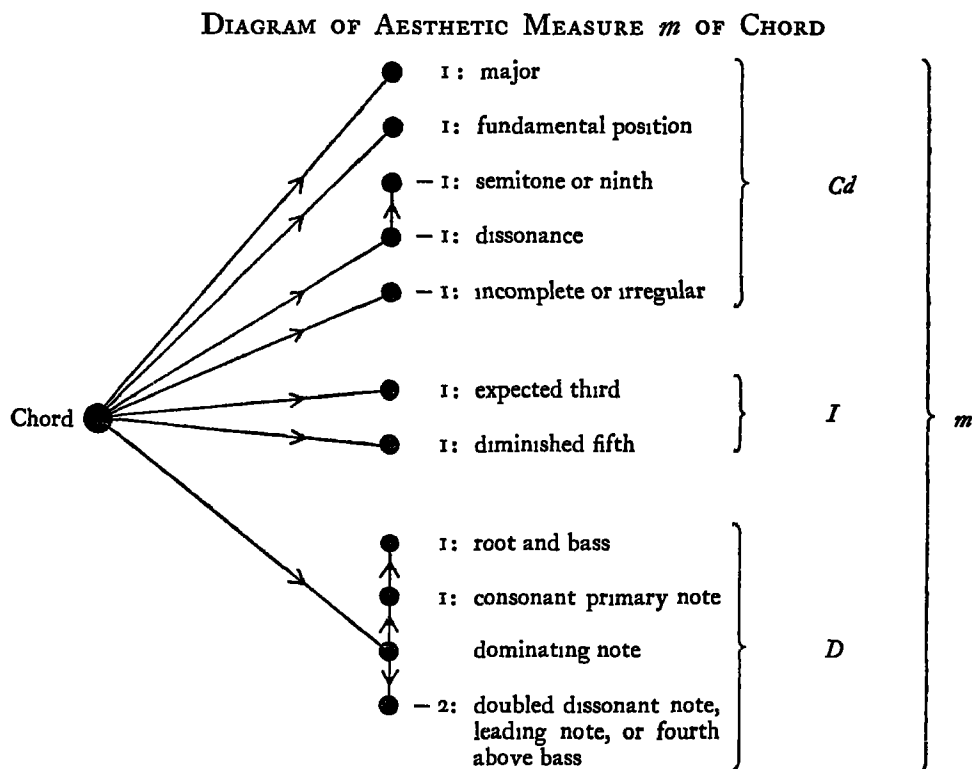 DIAGRAM OF AESTHETIC MEASURE m OF CHORD
1: major
1: fundamental position
−1: semitone or ninth
Cd
−1: dissonance
−1: incomplete or irregular
1: expected third
Chord
I
m
1: diminished fifth
1: root and bass
1: consonant primary note
dominating note
D
−2: doubled dissonant note,
leading note, or fourth
above bass